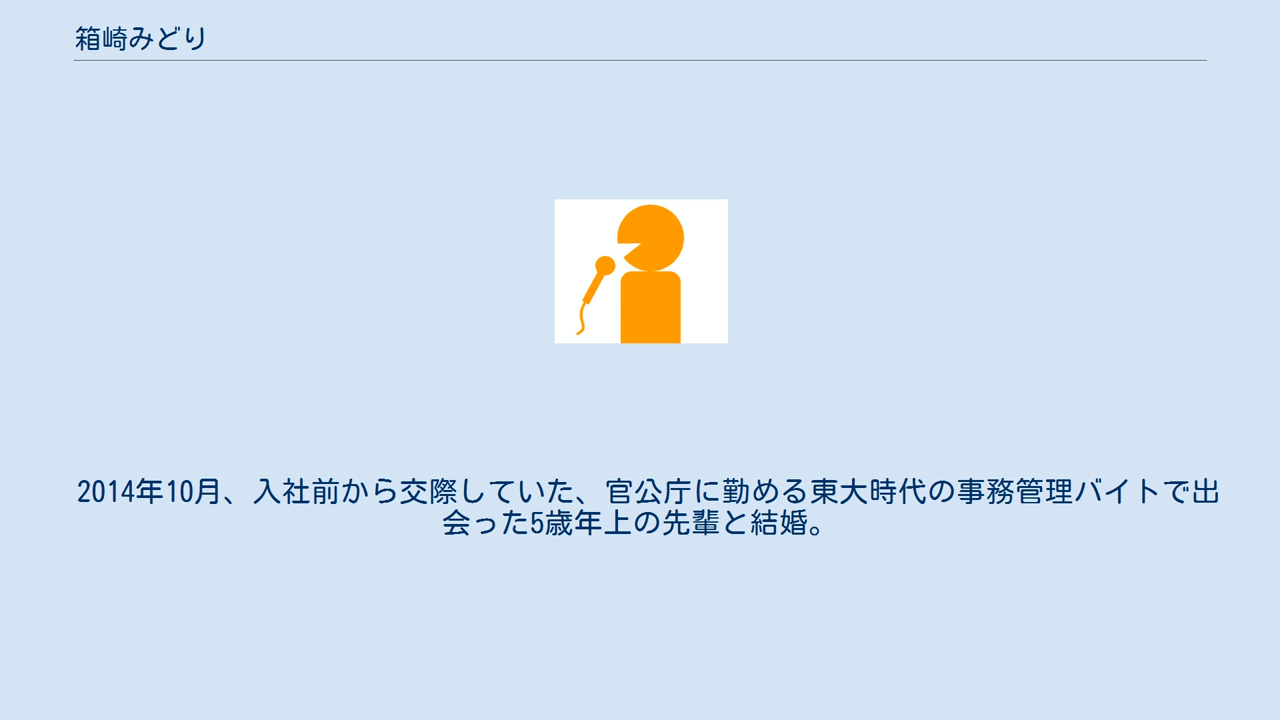 箱崎みどり
2014年10月、入社前から交際していた、官公庁に勤める東大時代の事務管理バイトで出
会った5歳年上の先輩と結婚。